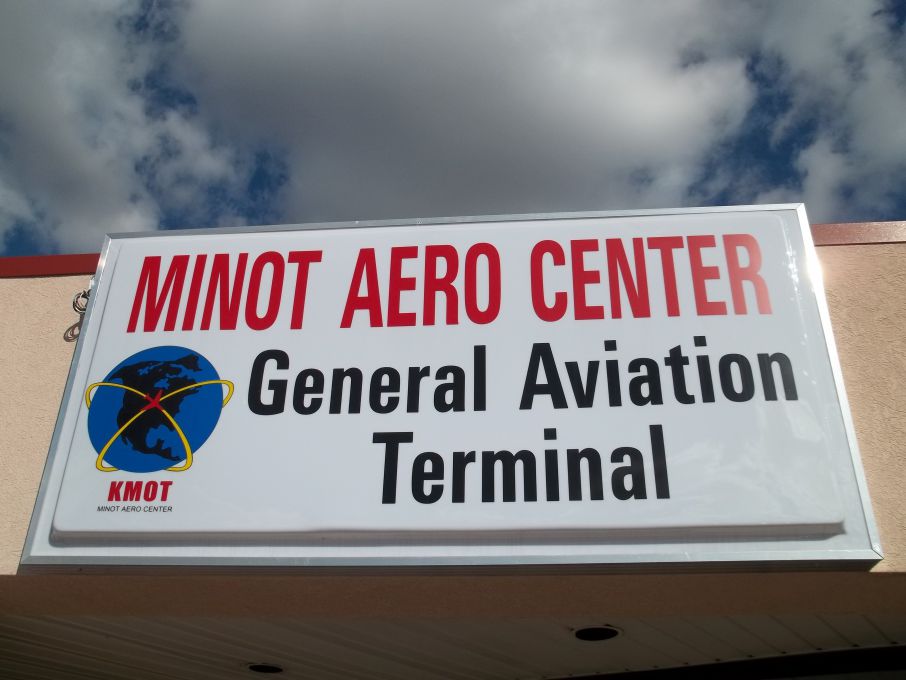 MINOT AERO CENTER
General Aviation
Terminal
KMOT
MINOT AERO CENTER